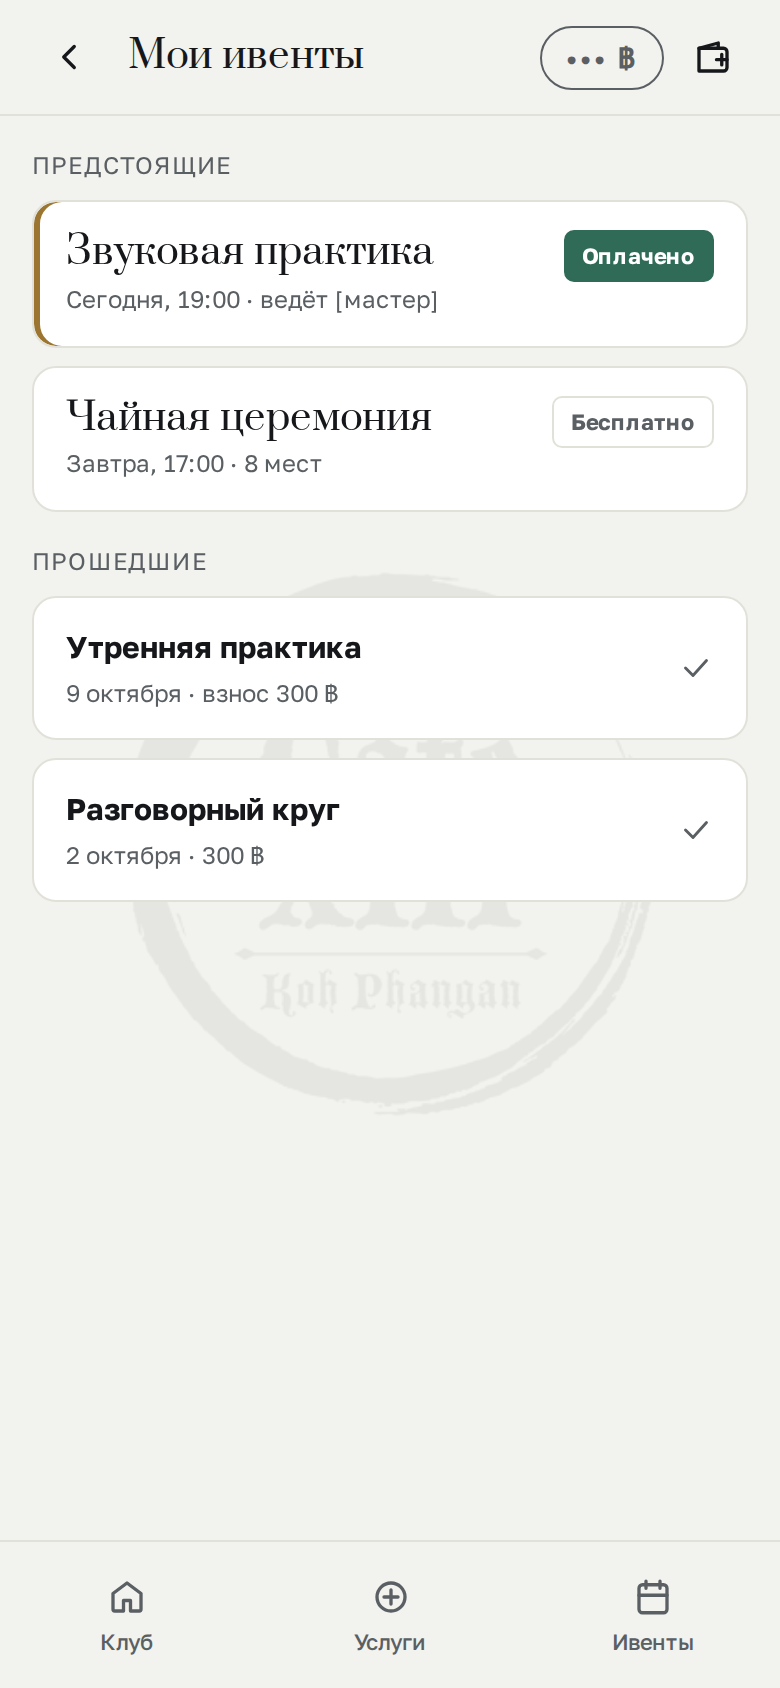 Мои ивенты
••• ฿
ПРЕДСТОЯЩИЕ
Звуковая практика
Оплачено
Сегодня, 19:00 · ведёт [мастер]
Чайная церемония
Бесплатно
Завтра, 17:00 · 8 мест
ПРОШЕДШИЕ
Утренняя практика
9 октября · взнос 300 ฿
Разговорный круг
2 октября · 300 ฿
XIII
Koh Phangan
Клуб
Услуги
Ивенты